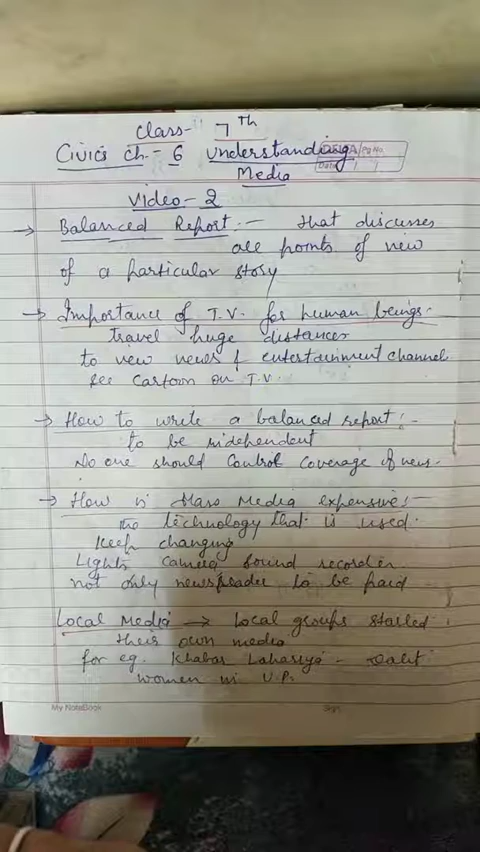 Class- 7th
Civics ch- 6 Understanding
Media
Date
Pg No.
Video - 2
→ Balanced Report :- that discusses
all points of view
of a particular story
→ Importance of T.V. for human beings.
travel huge distances
to view news & entertainment channel
see Cartoon on T.V.
→ How to write a balanced report :-
to be independent
No one should control coverage of news.
→ How is Mass Media expensive :-
the technology that is used.
Keep changing
Lights camera sound recorder
not only newsreader to be paid
Local Media → Local groups started
their own media
for eg. Khabar Lahariya - Dalit
women in U.P.
My NoteBook